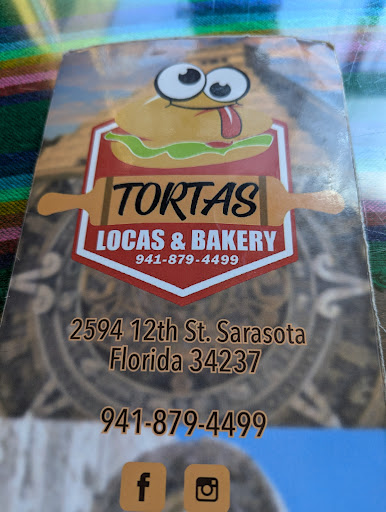 TORTAS
LOCAS & BAKERY
941-879-4499
2594 12th St. Sarasota
Florida 34237
941-879-4499
f